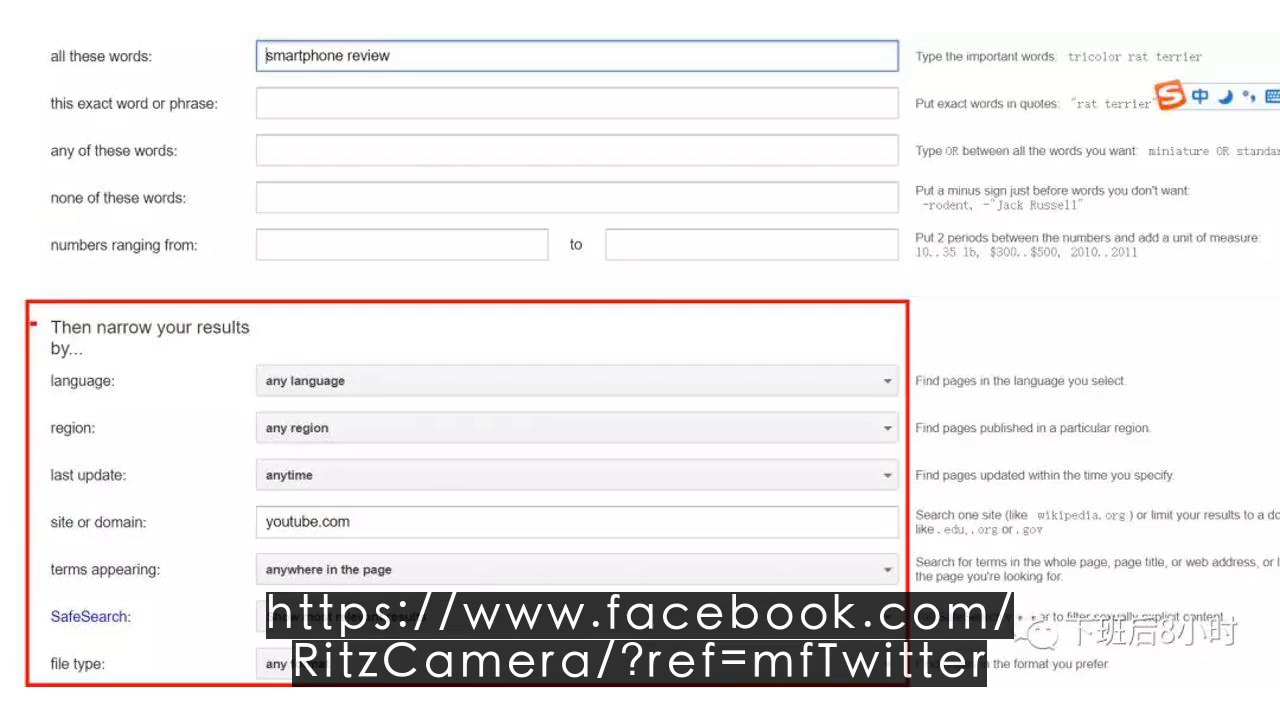 all these words: smartphone review Type the important words: tricolor rat terrier
this exact word or phrase: Put exact words in quotes: "rat terrier"
中
any of these words: Type OR between all the words you want: miniature OR standar
none of these words: Put a minus sign just before words you don't want:
-rodent, -"Jack Russell"
numbers ranging from: to Put 2 periods between the numbers and add a unit of measure:
10..35 lb, $300..$500, 2010..2011
Then narrow your results
by...
language: any language Find pages in the language you select.
region: any region Find pages published in a particular region.
last update: anytime Find pages updated within the time you specify.
site or domain: youtube.com Search one site (like wikipedia.org ) or limit your results to a do
like .edu, .org or .gov
terms appearing: anywhere in the page Search for terms in the whole page, page title, or web address, or l
the page you're looking for.
SafeSearch: to filter sexually explicit content.
https://www.facebook.com/
下班后8小时
RitzCamera/?ref=mfTwitter
file type: any the format you prefer.